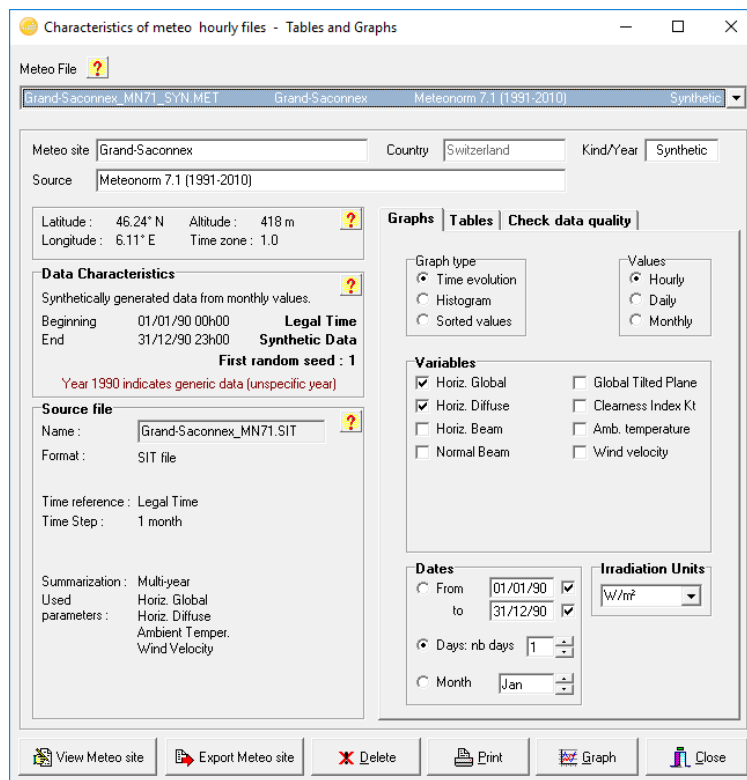 Characteristics of meteo hourly files - Tables and Graphs
Meteo File ?
Grand-Saconnex_MN71_SYN.MET Grand-Saconnex Meteonorm 7.1 (1991-2010) Synthetic
Meteo site Grand-Saconnex Country Switzerland Kind/Year Synthetic
Source Meteonorm 7.1 (1991-2010)
Latitude : 46.24° N Altitude : 418 m ?
Longitude : 6.11° E Time zone : 1.0
Data Characteristics ?
Synthetically generated data from monthly values.
Beginning 01/01/90 00h00 Legal Time
End 31/12/90 23h00 Synthetic Data
First random seed : 1
Year 1990 indicates generic data (unspecific year)
Source file ?
Name : Grand-Saconnex_MN71.SIT
Format : SIT file
Time reference : Legal Time
Time Step : 1 month
Summarization : Multi-year
Used Horiz. Global
parameters : Horiz. Diffuse
Ambient Temper.
Wind Velocity
Graphs Tables Check data quality
Graph type Values
Time evolution Hourly
Histogram Daily
Sorted values Monthly
Variables
Horiz. Global Global Tilted Plane
Horiz. Diffuse Clearness Index Kt
Horiz. Beam Amb. temperature
Normal Beam Wind velocity
Dates Irradiation Units
From 01/01/90 W/m²
to 31/12/90
Days: nb days 1
Month Jan
View Meteo site Export Meteo site Delete Print Graph Close